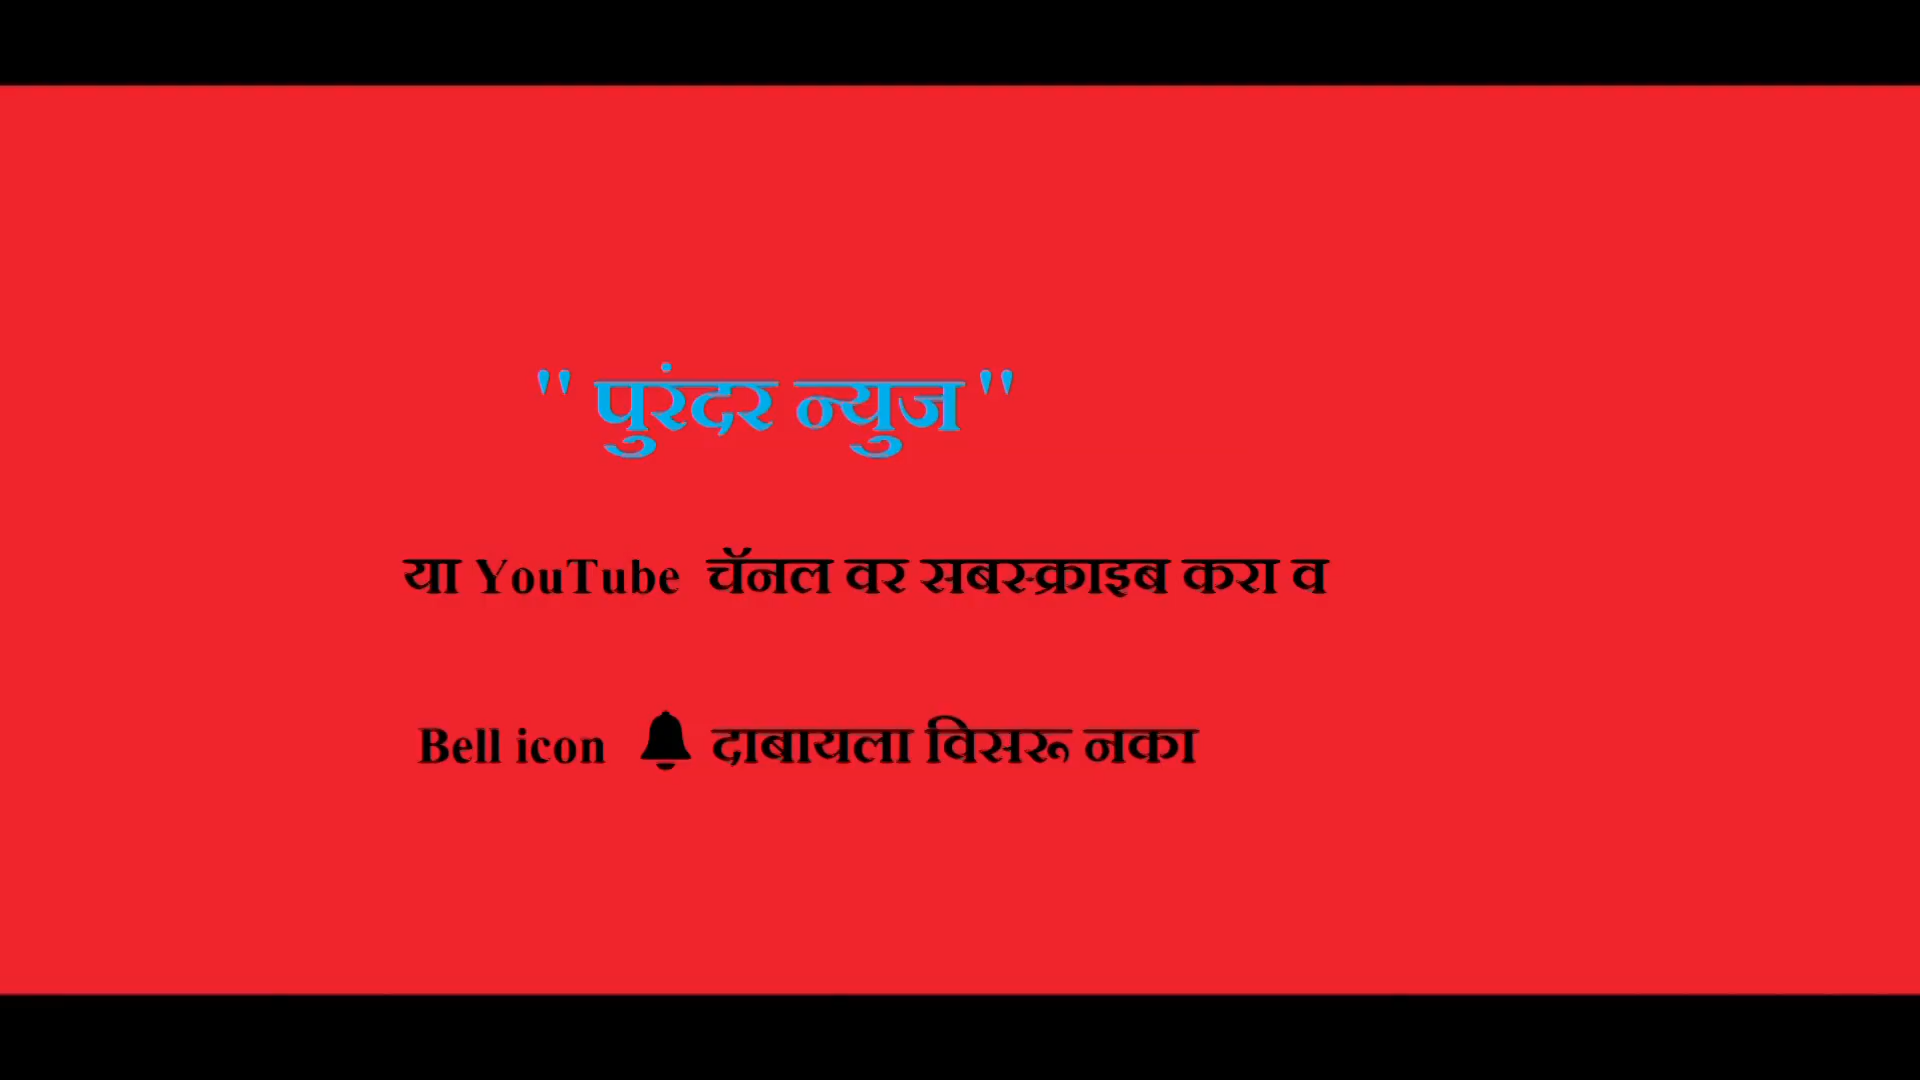 " पुरंदर न्युज "
या YouTube चॅनल वर सबस्क्राइब करा व
Bell icon 🔔 दाबायला विसरू नका